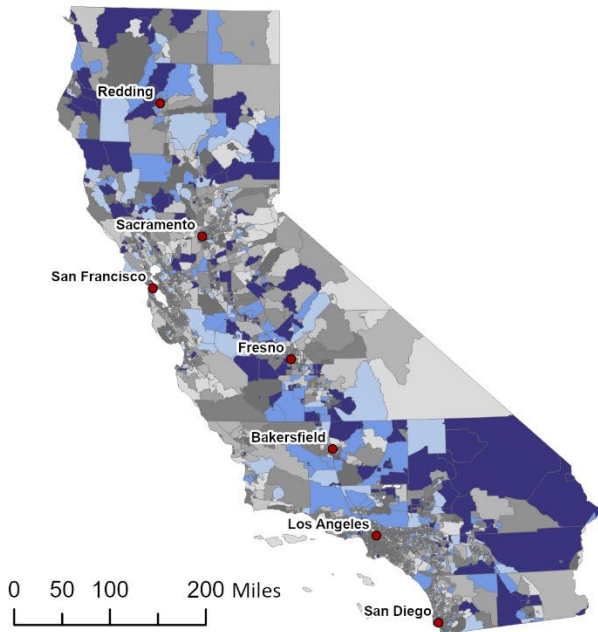 Redding
Sacramento
San Francisco
Fresno
Bakersfield
Los Angeles
0 50 100 200 Miles
San Diego